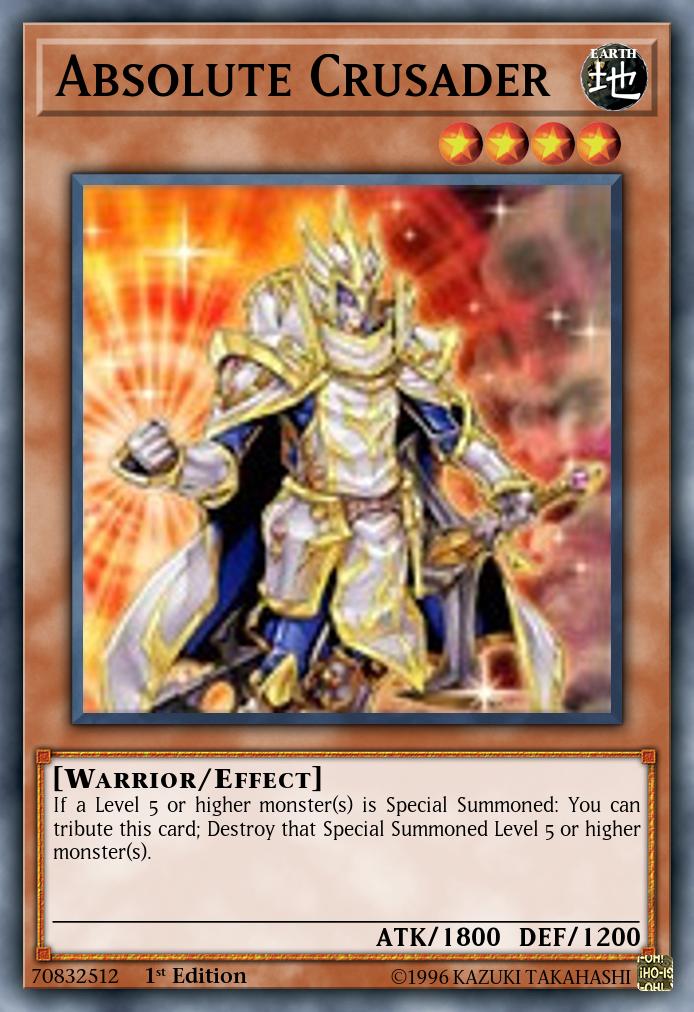 Absolute Crusader
EARTH
地
[Warrior/Effect]
If a Level 5 or higher monster(s) is Special Summoned: You can
tribute this card; Destroy that Special Summoned Level 5 or higher
monster(s).
ATK/1800 DEF/1200
70832512 1st Edition ©1996 KAZUKI TAKAHASHI